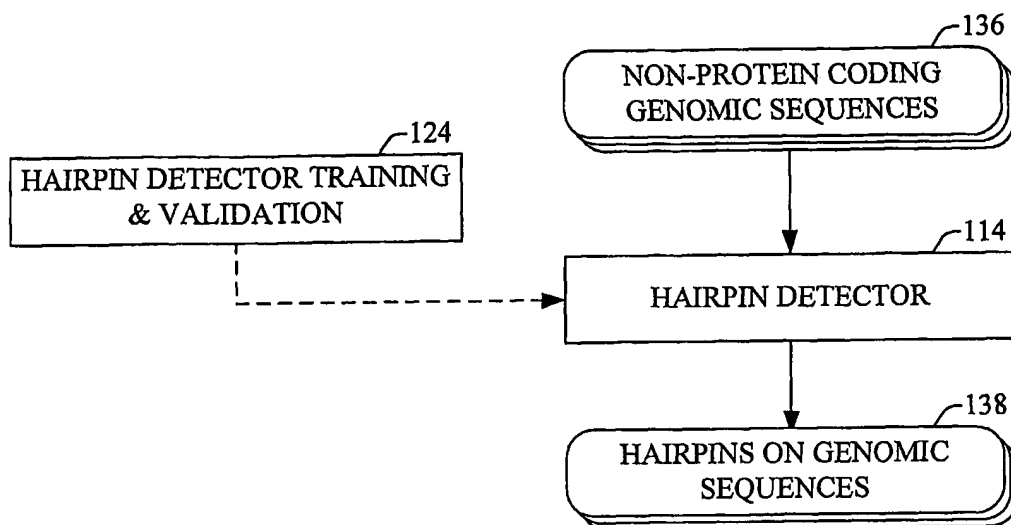 136
NON-PROTEIN CODING
GENOMIC SEQUENCES
124
HAIRPIN DETECTOR TRAINING
& VALIDATION
114
HAIRPIN DETECTOR
138
HAIRPINS ON GENOMIC
SEQUENCES